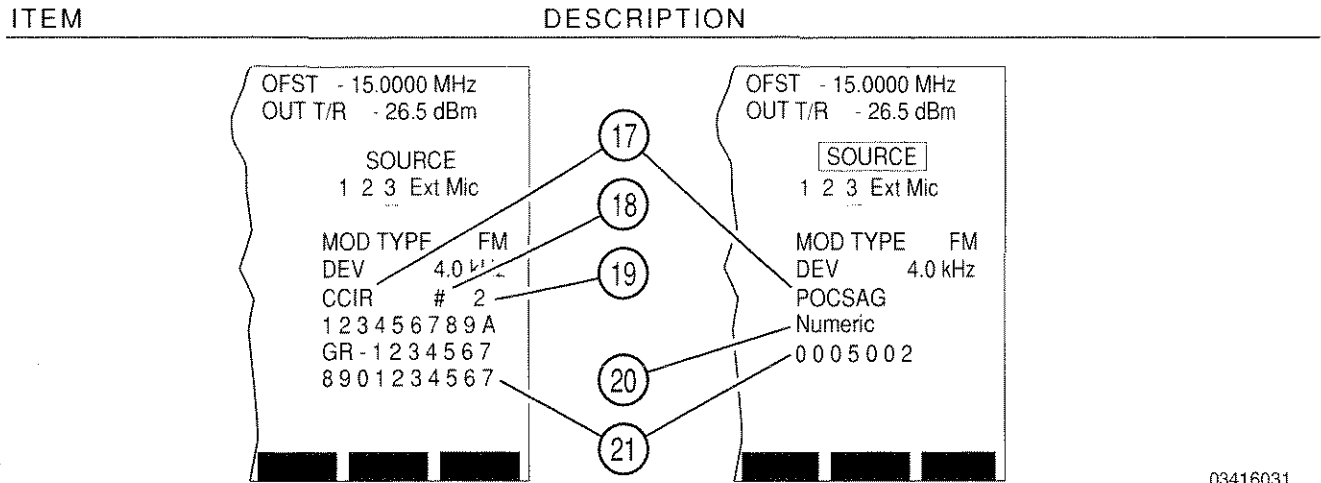 ITEM DESCRIPTION
OFST - 15.0000 MHz
OUT T/R - 26.5 dBm
SOURCE
1 2 3 Ext Mic
MOD TYPE FM
DEV 4.0 kHz
CCIR # 2
1 2 3 4 5 6 7 8 9 A
GR - 1 2 3 4 5 6 7
8 9 0 1 2 3 4 5 6 7
17
18
19
20
21
OFST - 15.0000 MHz
OUT T/R - 26.5 dBm
SOURCE
1 2 3 Ext Mic
MOD TYPE FM
DEV 4.0 kHz
POCSAG
Numeric
0 0 0 5 0 0 2
03416031